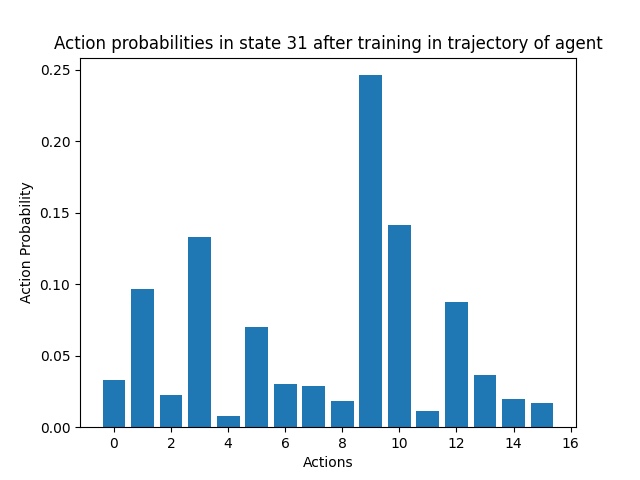 Action probabilities in state 31 after training in trajectory of agent
0.25
0.20
0.15
0.10
0.05
0.00
Action Probability
0 2 4 6 8 10 12 14 16
Actions